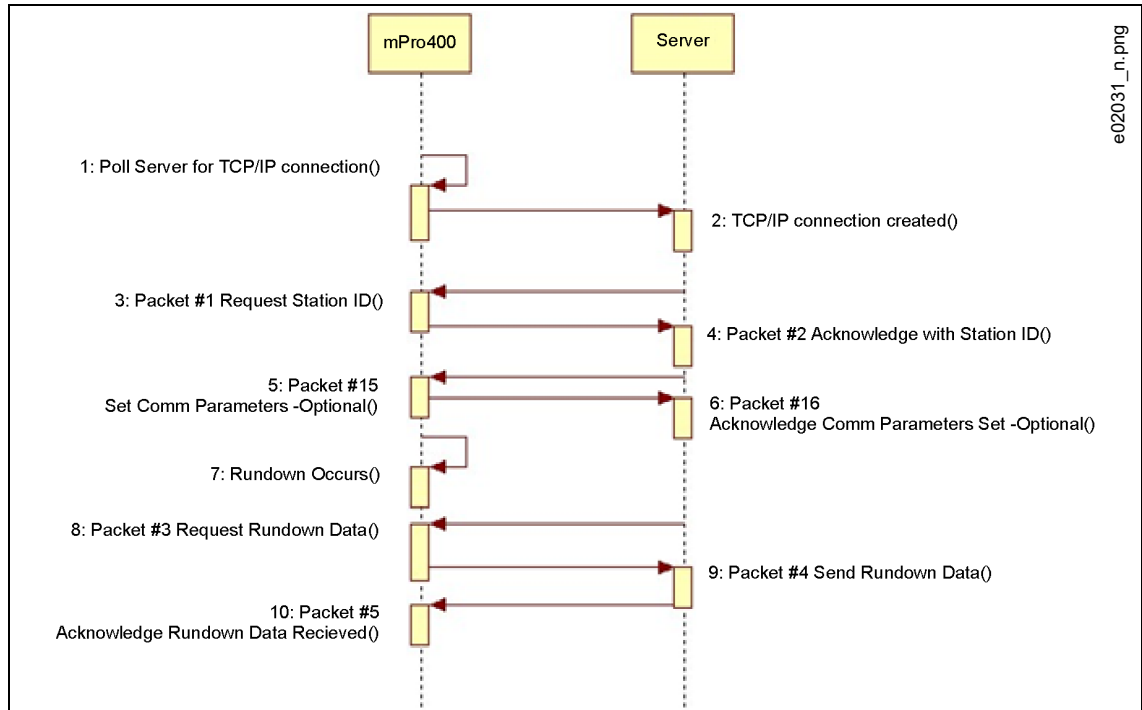 mPro400
Server
e02031_n.png
1: Poll Server for TCP/IP connection()
2: TCP/IP connection created()
3: Packet #1 Request Station ID()
4: Packet #2 Acknowledge with Station ID()
5: Packet #15
Set Comm Parameters -Optional()
6: Packet #16
Acknowledge Comm Parameters Set -Optional()
7: Rundown Occurs()
8: Packet #3 Request Rundown Data()
9: Packet #4 Send Rundown Data()
10: Packet #5
Acknowledge Rundown Data Recieved()